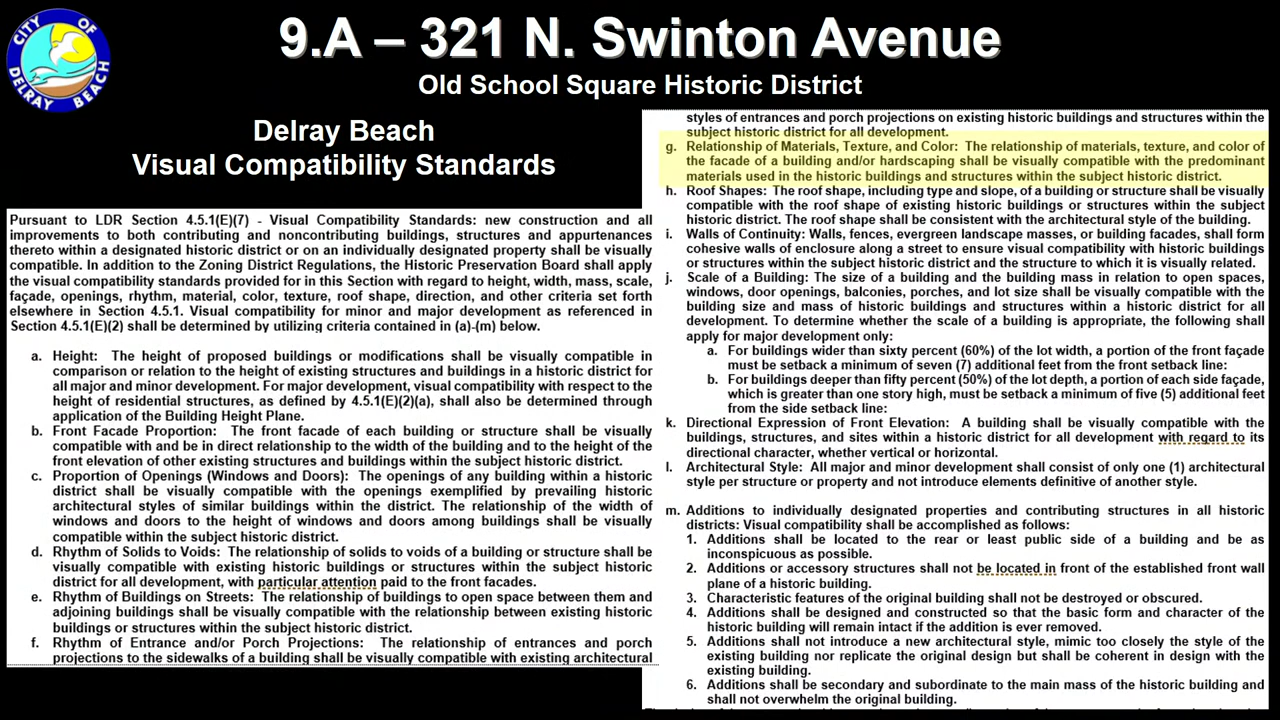 CITY OF
DELRAY BEACH
9.A – 321 N. Swinton Avenue
Old School Square Historic District
Delray Beach
Visual Compatibility Standards
Pursuant to LDR Section 4.5.1(E)(7) - Visual Compatibility Standards: new construction and all
improvements to both contributing and noncontributing buildings, structures and appurtenances
thereto within a designated historic district or on an individually designated property shall be visually
compatible. In addition to the Zoning District Regulations, the Historic Preservation Board shall apply
the visual compatibility standards provided for in this Section with regard to height, width, mass, scale,
façade, openings, rhythm, material, color, texture, roof shape, direction, and other criteria set forth
elsewhere in Section 4.5.1. Visual compatibility for minor and major development as referenced in
Section 4.5.1(E)(2) shall be determined by utilizing criteria contained in (a)-(m) below.
a. Height: The height of proposed buildings or modifications shall be visually compatible in
comparison or relation to the height of existing structures and buildings in a historic district for
all major and minor development. For major development, visual compatibility with respect to the
height of residential structures, as defined by 4.5.1(E)(2)(a), shall also be determined through
application of the Building Height Plane.
b. Front Facade Proportion: The front facade of each building or structure shall be visually
compatible with and be in direct relationship to the width of the building and to the height of the
front elevation of other existing structures and buildings within the subject historic district.
c. Proportion of Openings (Windows and Doors): The openings of any building within a historic
district shall be visually compatible with the openings exemplified by prevailing historic
architectural styles of similar buildings within the district. The relationship of the width of
windows and doors to the height of windows and doors among buildings shall be visually
compatible within the subject historic district.
d. Rhythm of Solids to Voids: The relationship of solids to voids of a building or structure shall be
visually compatible with existing historic buildings or structures within the subject historic
district for all development, with particular attention paid to the front facades.
e. Rhythm of Buildings on Streets: The relationship of buildings to open space between them and
adjoining buildings shall be visually compatible with the relationship between existing historic
buildings or structures within the subject historic district.
f. Rhythm of Entrance and/or Porch Projections: The relationship of entrances and porch
projections to the sidewalks of a building shall be visually compatible with existing architectural
styles of entrances and porch projections on existing historic buildings and structures within the
subject historic district for all development.
g. Relationship of Materials, Texture, and Color: The relationship of materials, texture, and color of
the facade of a building and/or hardscaping shall be visually compatible with the predominant
materials used in the historic buildings and structures within the subject historic district.
h. Roof Shapes: The roof shape, including type and slope, of a building or structure shall be visually
compatible with the roof shape of existing historic buildings or structures within the subject
historic district. The roof shape shall be consistent with the architectural style of the building.
i. Walls of Continuity: Walls, fences, evergreen landscape masses, or building facades, shall form
cohesive walls of enclosure along a street to ensure visual compatibility with historic buildings
or structures within the subject historic district and the structure to which it is visually related.
j. Scale of a Building: The size of a building and the building mass in relation to open spaces,
windows, door openings, balconies, porches, and lot size shall be visually compatible with the
building size and mass of historic buildings and structures within a historic district for all
development. To determine whether the scale of a building is appropriate, the following shall
apply for major development only:
a. For buildings wider than sixty percent (60%) of the lot width, a portion of the front façade
must be setback a minimum of seven (7) additional feet from the front setback line:
b. For buildings deeper than fifty percent (50%) of the lot depth, a portion of each side façade,
which is greater than one story high, must be setback a minimum of five (5) additional feet
from the side setback line:
k. Directional Expression of Front Elevation: A building shall be visually compatible with the
buildings, structures, and sites within a historic district for all development with regard to its
directional character, whether vertical or horizontal.
l. Architectural Style: All major and minor development shall consist of only one (1) architectural
style per structure or property and not introduce elements definitive of another style.
m. Additions to individually designated properties and contributing structures in all historic
districts: Visual compatibility shall be accomplished as follows:
1. Additions shall be located to the rear or least public side of a building and be as
inconspicuous as possible.
2. Additions or accessory structures shall not be located in front of the established front wall
plane of a historic building.
3. Characteristic features of the original building shall not be destroyed or obscured.
4. Additions shall be designed and constructed so that the basic form and character of the
historic building will remain intact if the addition is ever removed.
5. Additions shall not introduce a new architectural style, mimic too closely the style of the
existing building nor replicate the original design but shall be coherent in design with the
existing building.
6. Additions shall be secondary and subordinate to the main mass of the historic building and
shall not overwhelm the original building.